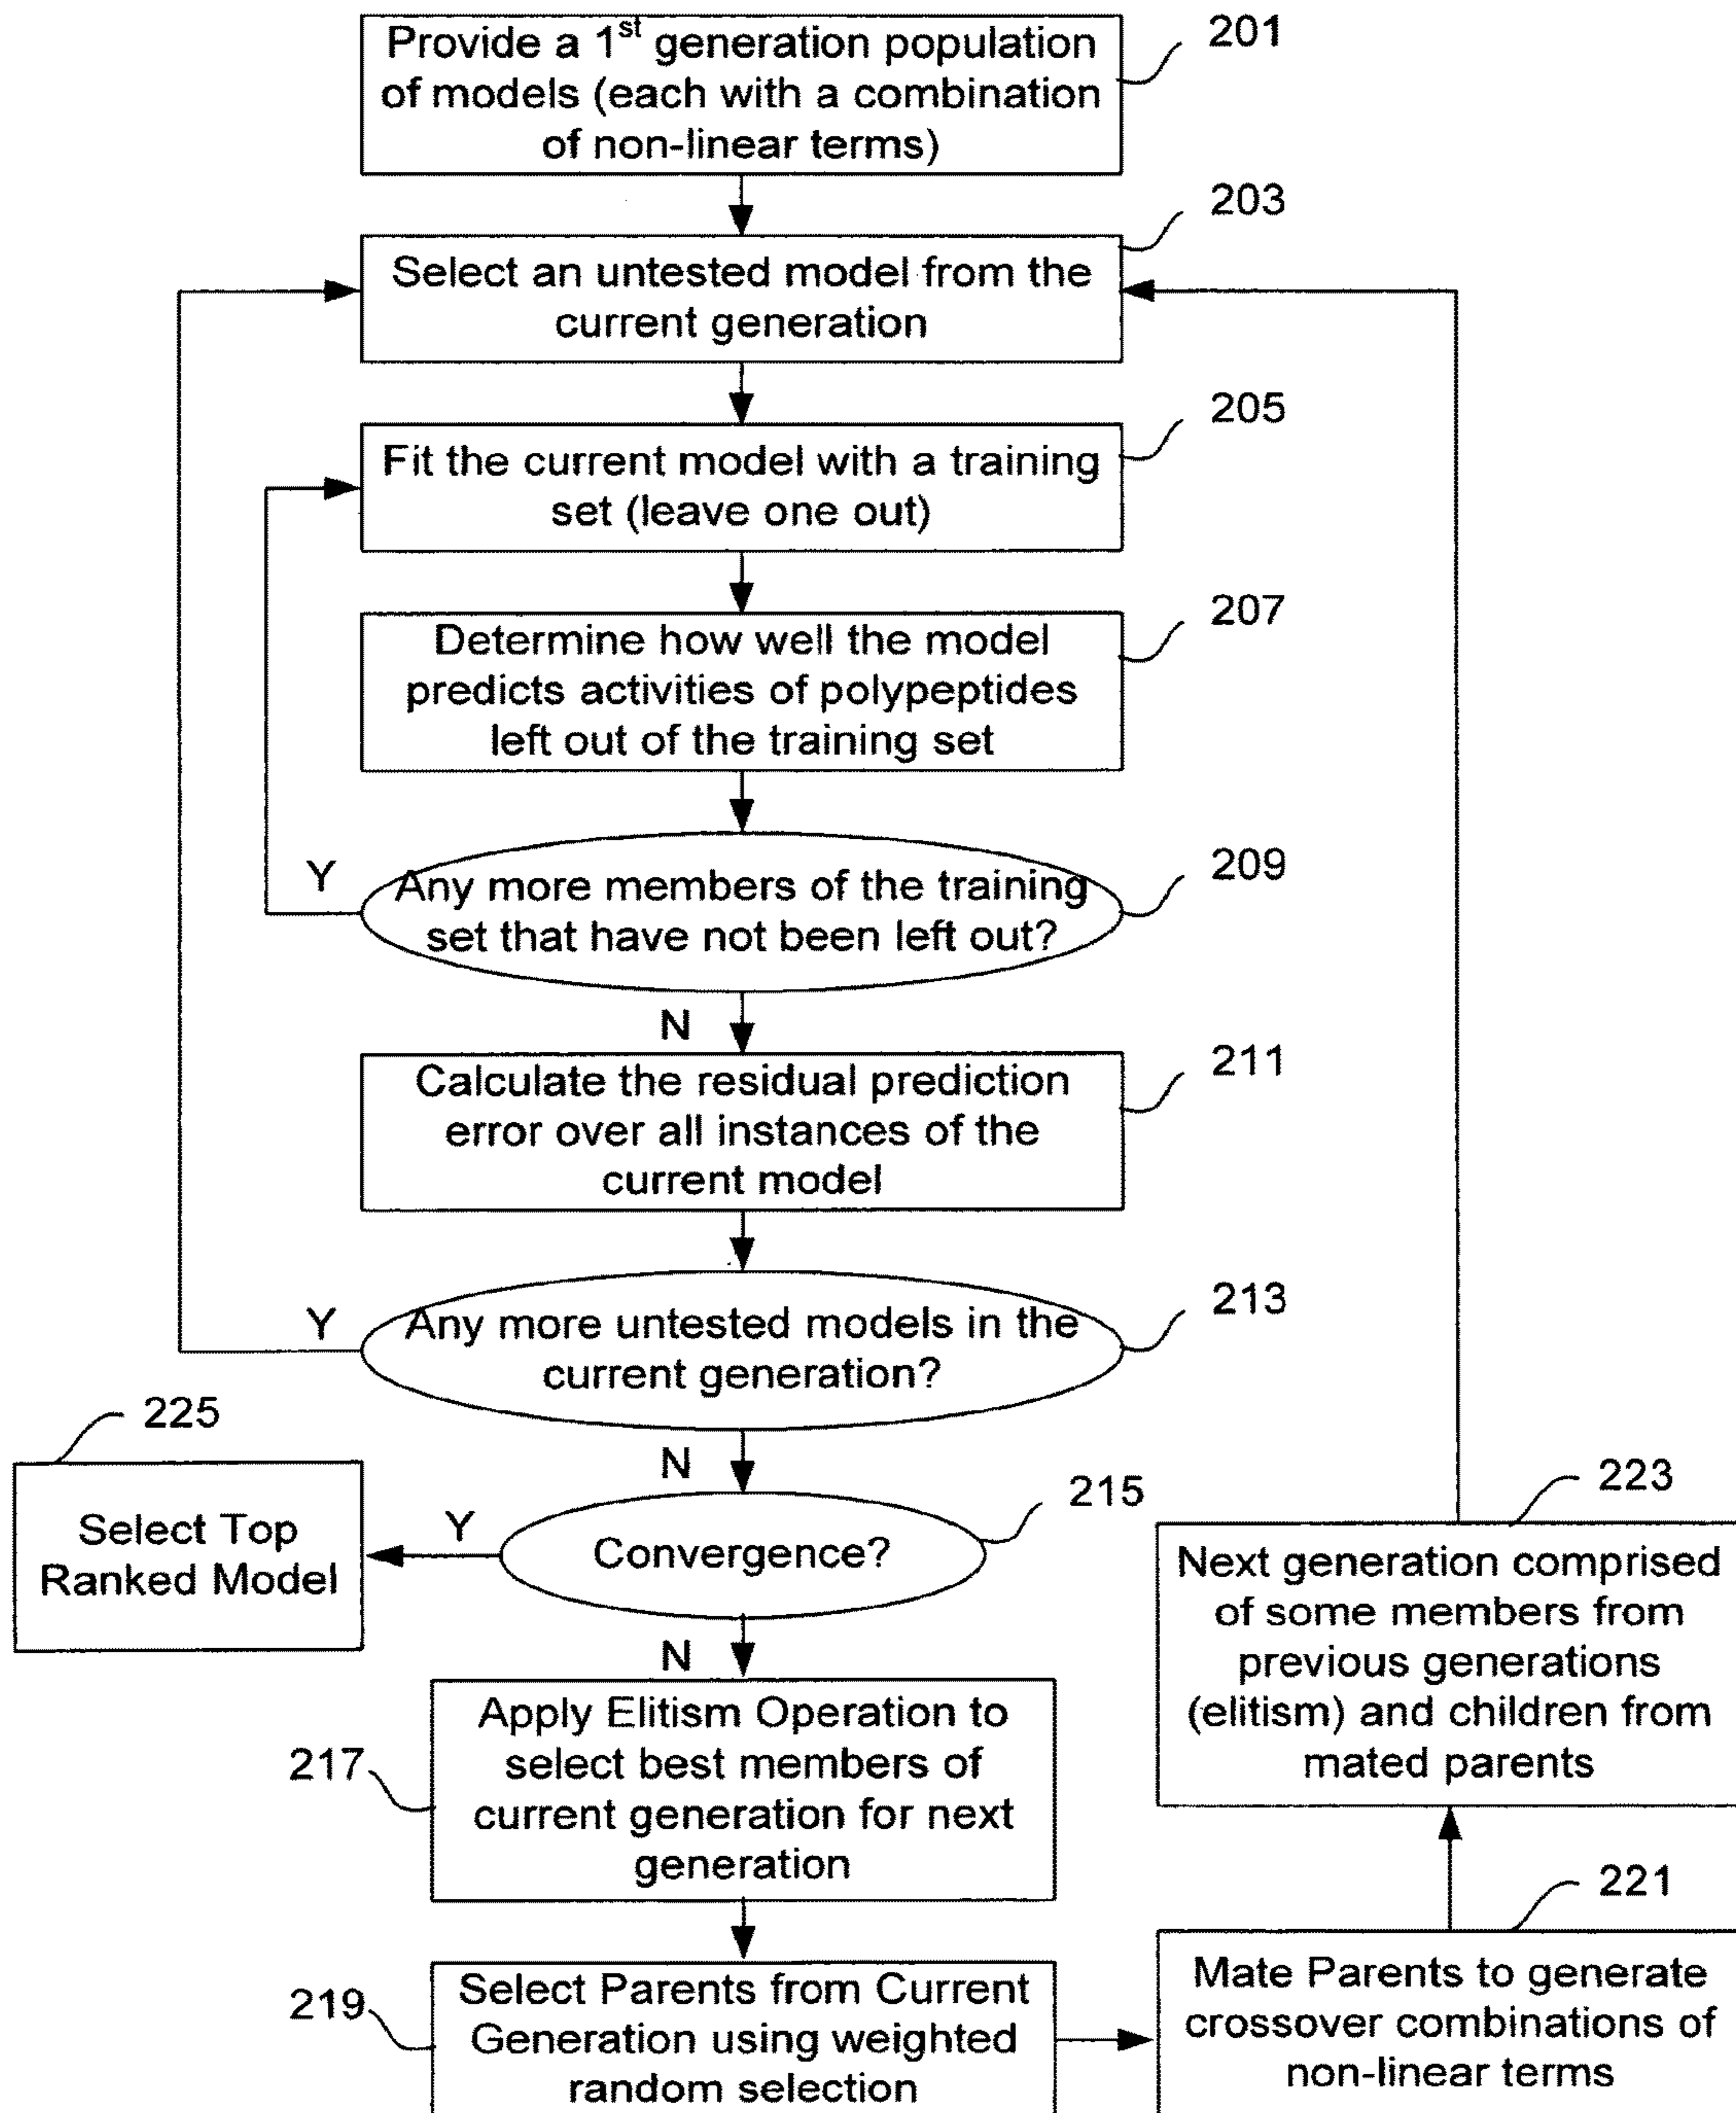 Provide a 1st generation population
of models (each with a combination
of non-linear terms)
201
Select an untested model from the
current generation
203
Fit the current model with a training
set (leave one out)
205
Determine how well the model
predicts activities of polypeptides
left out of the training set
207
Any more members of the training
set that have not been left out?
209
Y
N
Calculate the residual prediction
error over all instances of the
current model
211
Any more untested models in the
current generation?
213
Y
N
Convergence?
215
Y
225
Select Top
Ranked Model
N
Apply Elitism Operation to
select best members of
current generation for next
generation
217
Select Parents from Current
Generation using weighted
random selection
219
Mate Parents to generate
crossover combinations of
non-linear terms
221
Next generation comprised
of some members from
previous generations
(elitism) and children from
mated parents
223